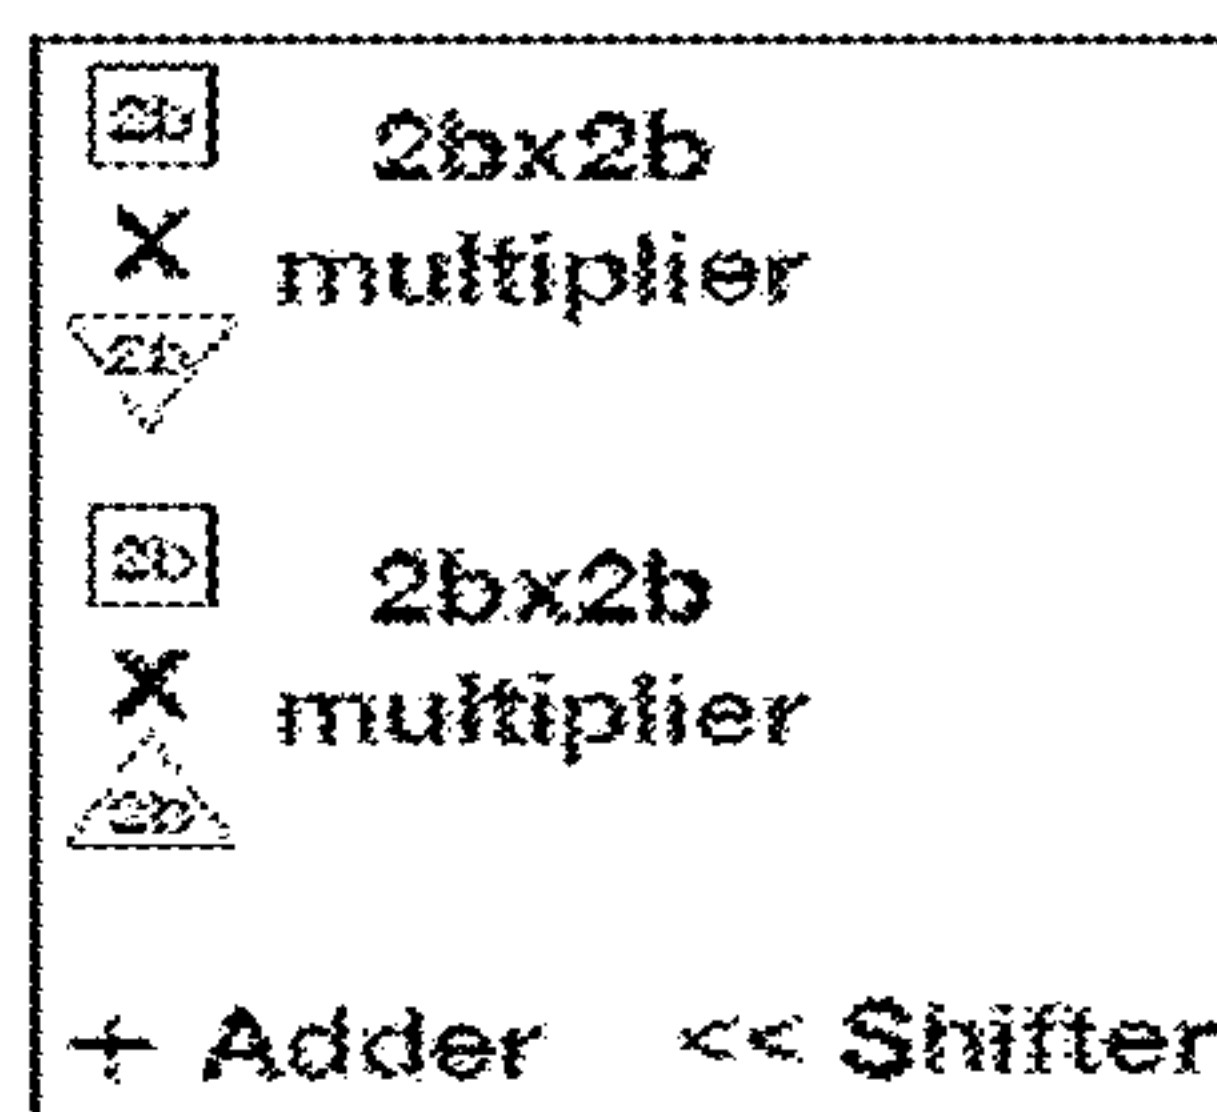 2b
2bx2b
×
multiplier
2b
2b
2bx2b
×
multiplier
2b
+ Adder << Shifter